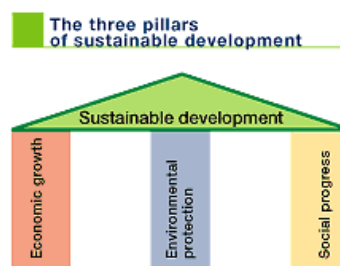 The three pillars
of sustainable development
Sustainable development
Economic growth
Environmental
protection
Social progress